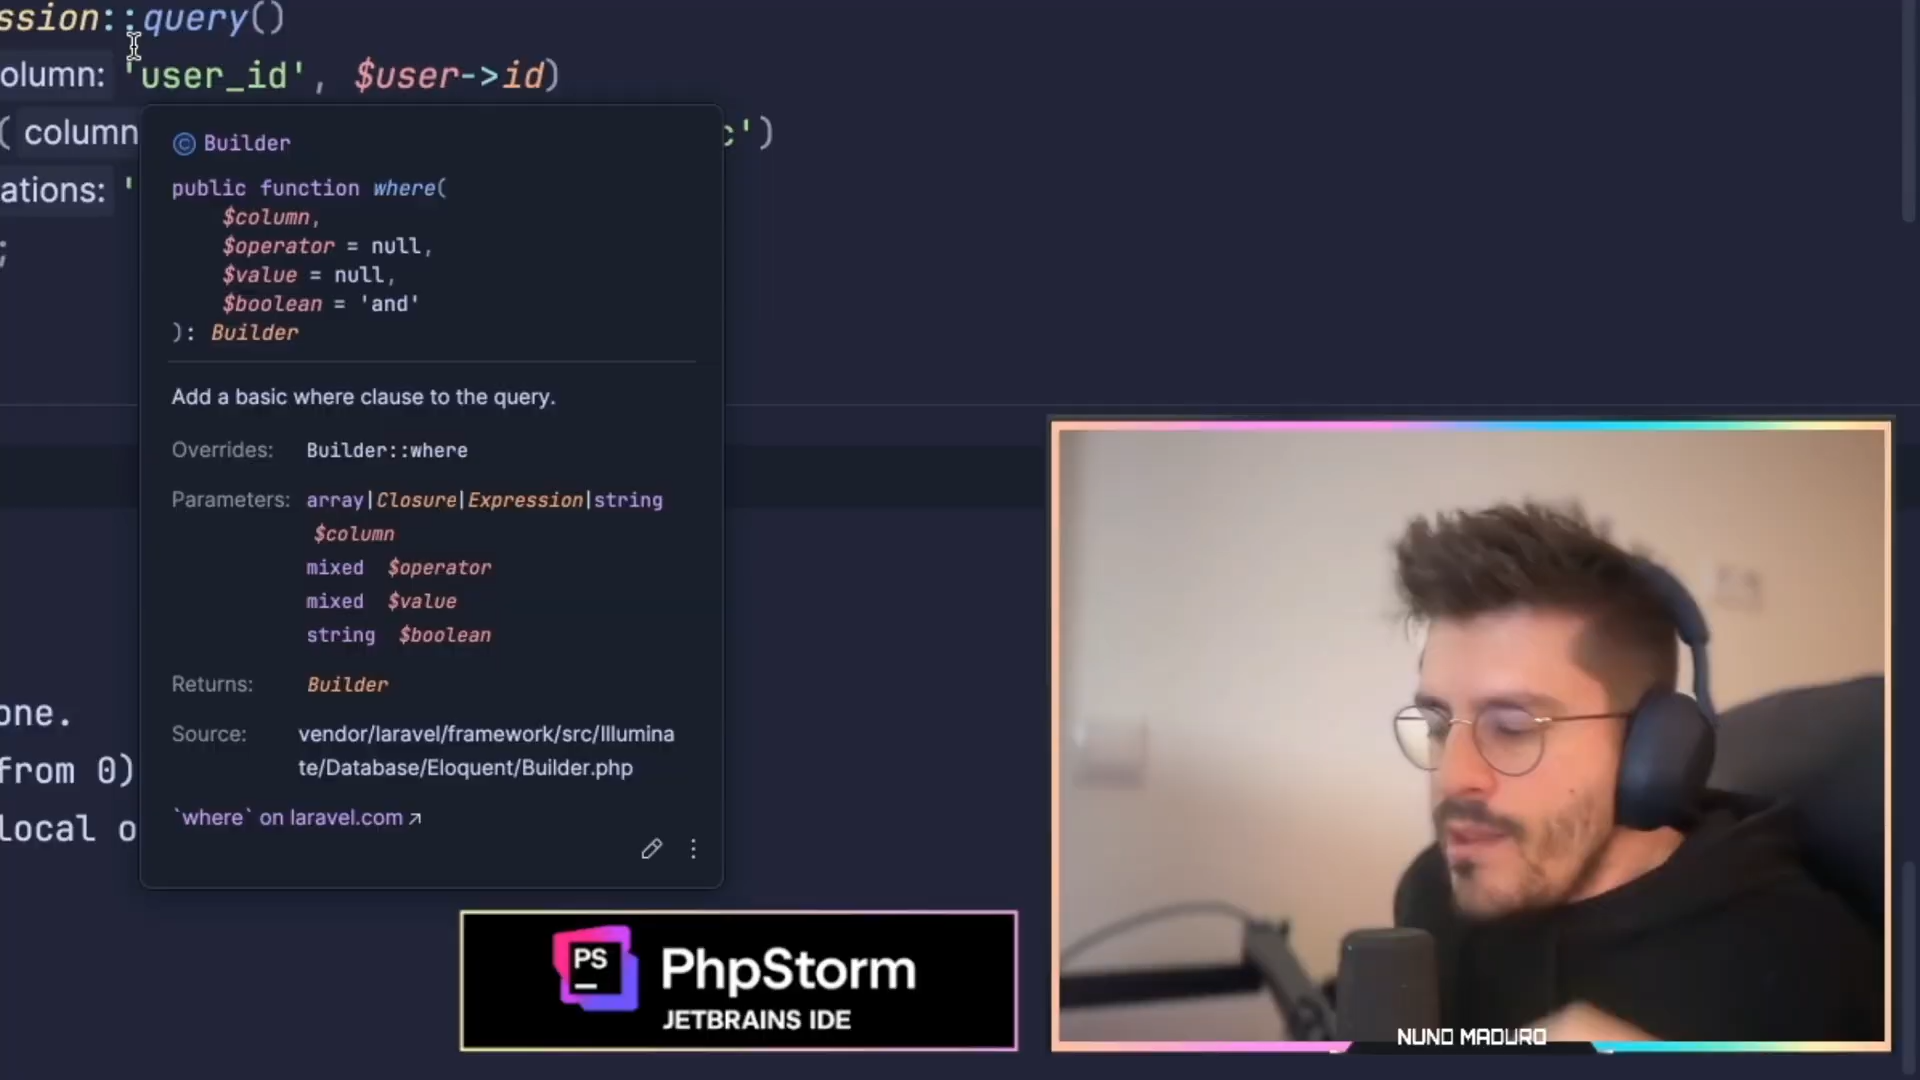 ssion::query()
olumn: 'user_id', $user->id)
( column c')
ations: '
;
Builder
public function where(
$column,
$operator = null,
$value = null,
$boolean = 'and'
): Builder
Add a basic where clause to the query.
Overrides: Builder::where
Parameters: array|Closure|Expression|string
$column
mixed $operator
mixed $value
string $boolean
Returns: Builder
Source: vendor/laravel/framework/src/Illumina
te/Database/Eloquent/Builder.php
`where` on laravel.com ↗
one.
from 0)
local o
PS
PhpStorm
JETBRAINS IDE
NUNO MADURO